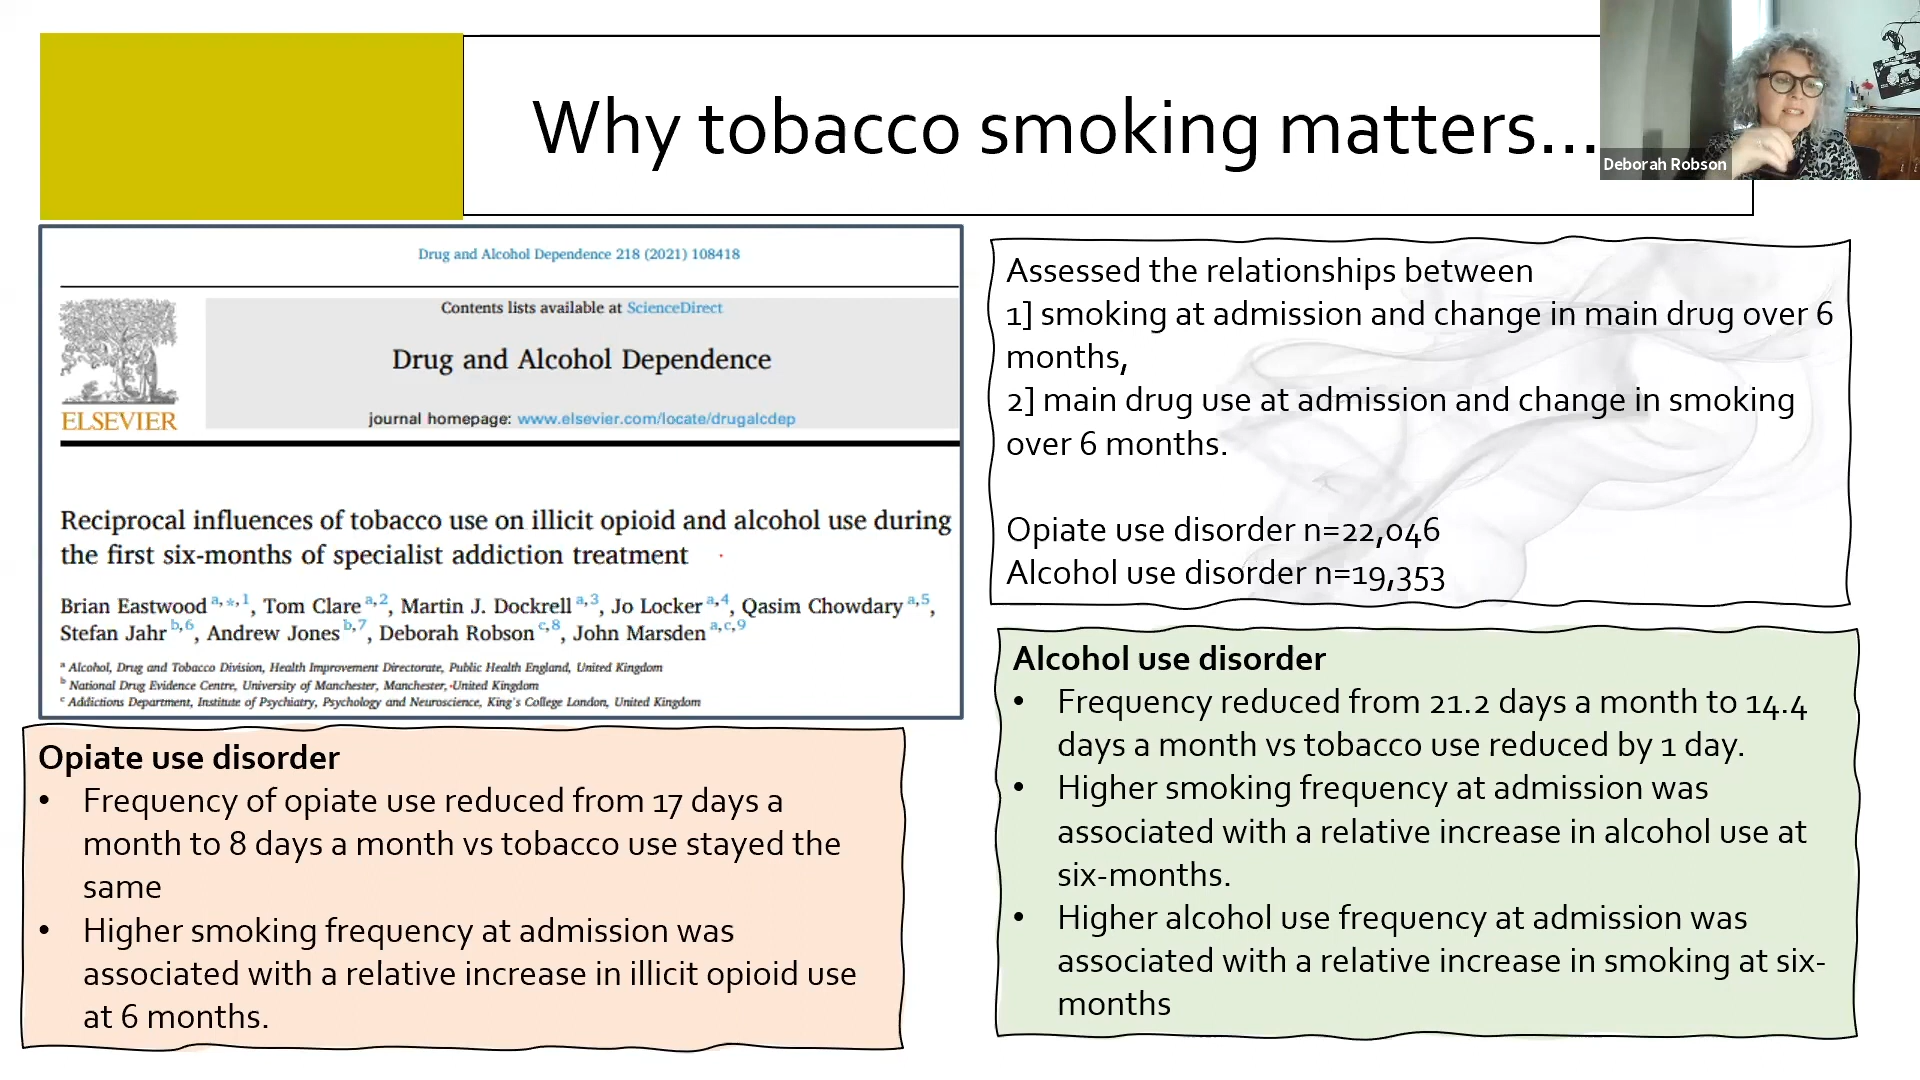 Why tobacco smoking matters...
Deborah Robson
Drug and Alcohol Dependence 218 (2021) 108418
Contents lists available at ScienceDirect
Drug and Alcohol Dependence
journal homepage: www.elsevier.com/locate/drugalcdep
ELSEVIER
Reciprocal influences of tobacco use on illicit opioid and alcohol use during
the first six-months of specialist addiction treatment
Brian Eastwood a,*,1, Tom Clare a,2, Martin J. Dockrell a,3, Jo Locker a,4, Qasim Chowdary a,5,
Stefan Jahr b,6, Andrew Jones b,7, Deborah Robson c,8, John Marsden a,c,9
a Alcohol, Drug and Tobacco Division, Health Improvement Directorate, Public Health England, United Kingdom
b National Drug Evidence Centre, University of Manchester, Manchester, United Kingdom
c Addictions Department, Institute of Psychiatry, Psychology and Neuroscience, King's College London, United Kingdom
Assessed the relationships between
1] smoking at admission and change in main drug over 6
months,
2] main drug use at admission and change in smoking
over 6 months.
Opiate use disorder n=22,046
Alcohol use disorder n=19,353
Opiate use disorder
• Frequency of opiate use reduced from 17 days a
month to 8 days a month vs tobacco use stayed the
same
• Higher smoking frequency at admission was
associated with a relative increase in illicit opioid use
at 6 months.
Alcohol use disorder
• Frequency reduced from 21.2 days a month to 14.4
days a month vs tobacco use reduced by 1 day.
• Higher smoking frequency at admission was
associated with a relative increase in alcohol use at
six-months.
• Higher alcohol use frequency at admission was
associated with a relative increase in smoking at six-
months